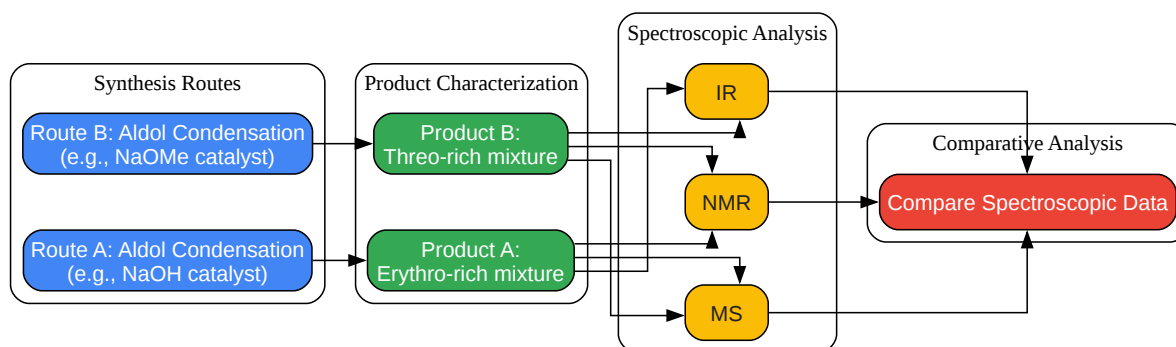 Synthesis Routes
Route B: Aldol Condensation
(e.g., NaOMe catalyst)
Route A: Aldol Condensation
(e.g., NaOH catalyst)
Product Characterization
Product B:
Threo-rich mixture
Product A:
Erythro-rich mixture
Spectroscopic Analysis
IR
NMR
MS
Comparative Analysis
Compare Spectroscopic Data